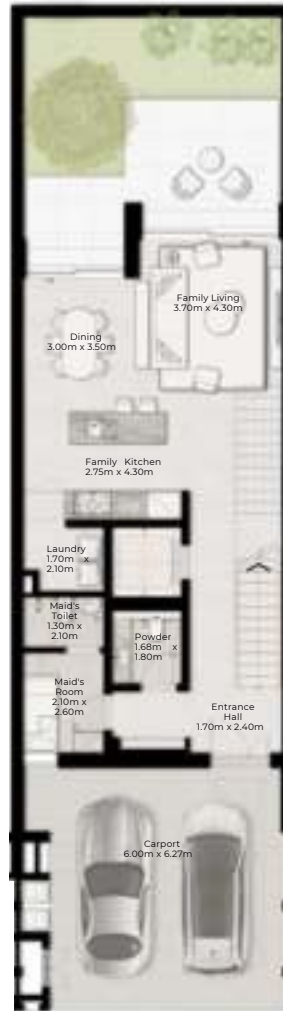 Family Living
3.70m x 4.30m
Dining
3.00m x 3.50m
Family Kitchen
2.75m x 4.30m
Laundry
1.70m x
2.10m
Maid's
Toilet
1.30m x
2.10m
Powder
1.68m x
1.80m
Maid's
Room
2.10m x
2.60m
Entrance
Hall
1.70m x 2.40m
Carport
6.00m x 6.27m